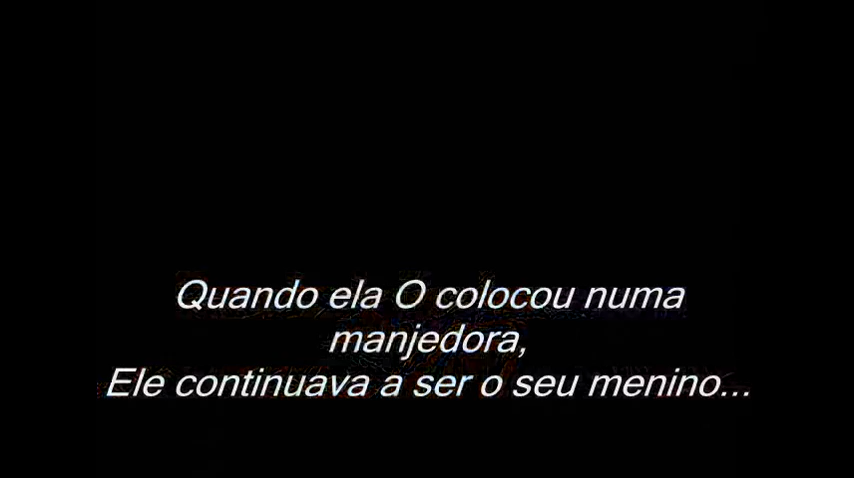 Quando ela O colocou numa
manjedora,
Ele continuava a ser o seu menino...